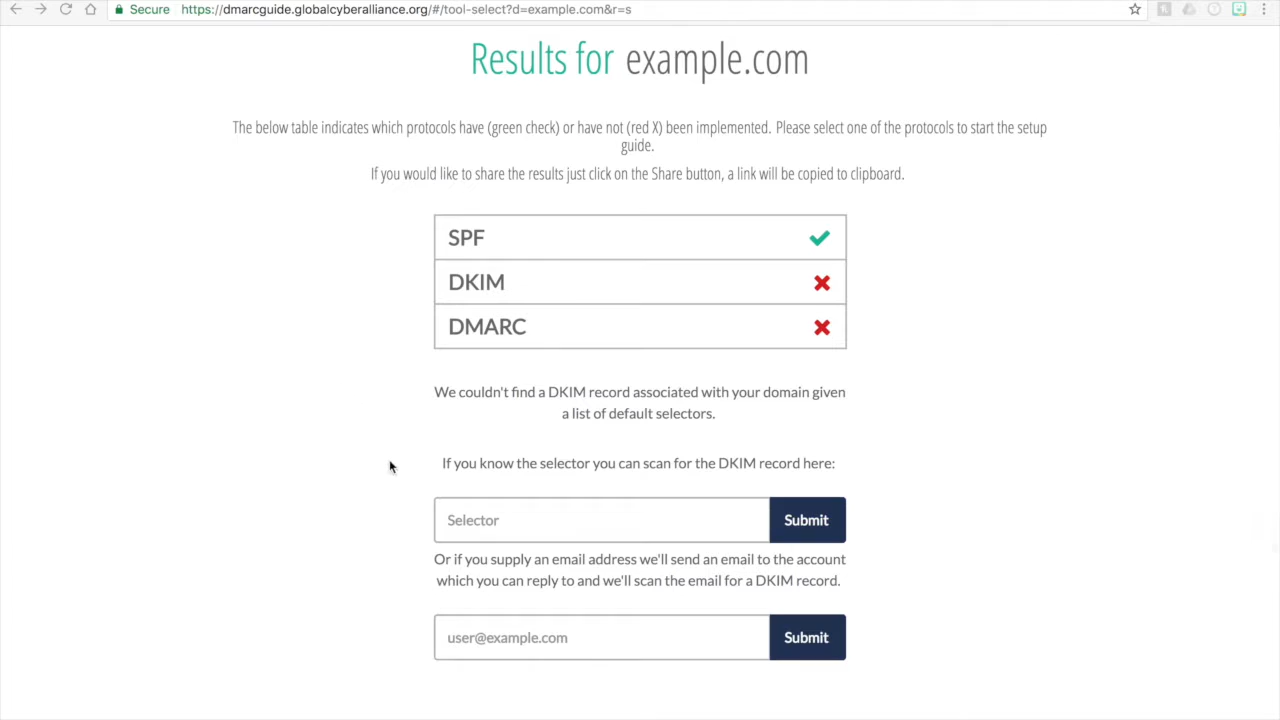 Secure https://dmarcguide.globalcyberalliance.org/#/tool-select?d=example.com&r=s
Results for example.com
The below table indicates which protocols have (green check) or have not (red X) been implemented. Please select one of the protocols to start the setup
guide.
If you would like to share the results just click on the Share button, a link will be copied to clipboard.
SPF
DKIM
DMARC
We couldn't find a DKIM record associated with your domain given
a list of default selectors.
If you know the selector you can scan for the DKIM record here:
Selector Submit
Or if you supply an email address we'll send an email to the account
which you can reply to and we'll scan the email for a DKIM record.
user@example.com Submit